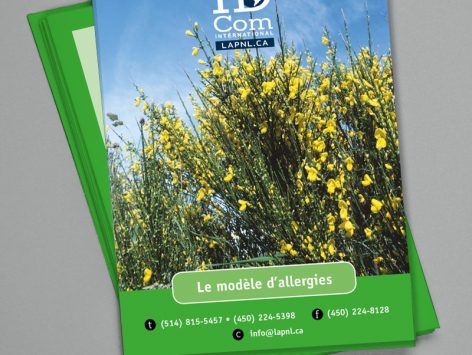 Com
INTERNATIONAL
LAPNL.CA
Le modèle d'allergies
t (514) 815-5457 • (450) 224-5398 f (450) 224-8128
c info@lapnl.ca